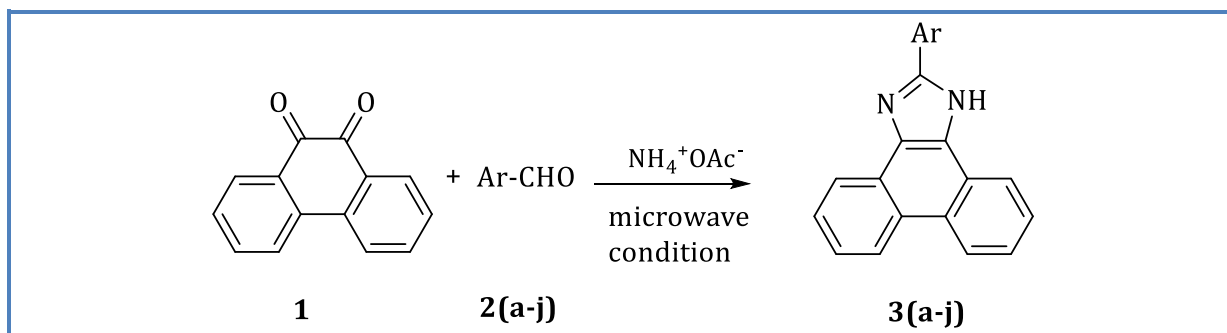 Ar
O O
N NH
+ Ar-CHO
NH₄⁺OAc⁻
microwave
condition
1 2(a-j) 3(a-j)